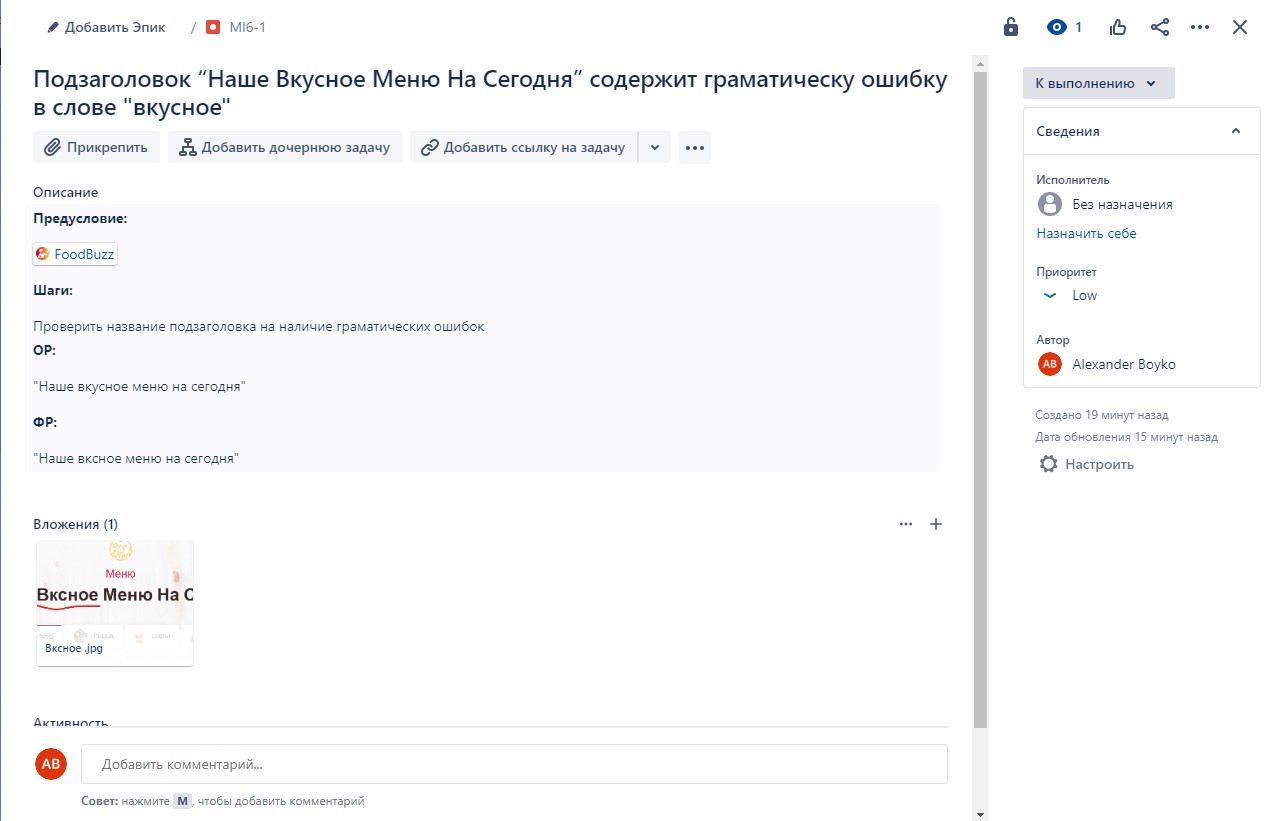 Добавить Эпик / MI6-1
1
Подзаголовок “Наше Вкусное Меню На Сегодня” содержит граматическу ошибку
в слове "вкусное"
Прикрепить
Добавить дочернюю задачу
Добавить ссылку на задачу
Описание
Предусловие:
FoodBuzz
Шаги:
Проверить название подзаголовка на наличие граматических ошибок
ОР:
"Наше вкусное меню на сегодня"
ФР:
"Наше вксное меню на сегодня"
Вложения (1)
Меню
Вксное Меню На С
Вксное .jpg
Активность
АВ
Добавить комментарий...
Совет: нажмите M, чтобы добавить комментарий
К выполнению
Сведения
Исполнитель
Без назначения
Назначить себе
Приоритет
Low
Автор
AB Alexander Boyko
Создано 19 минут назад
Дата обновления 15 минут назад
Настроить